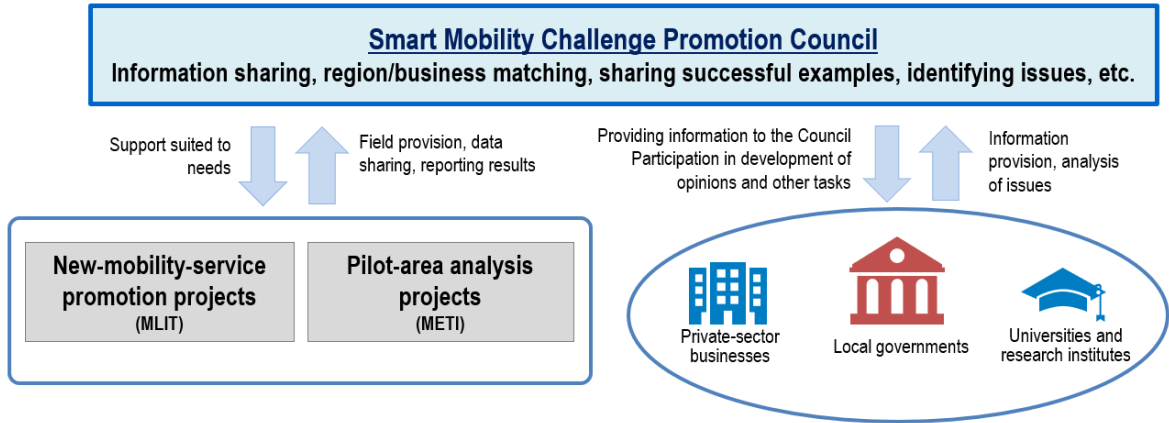 Smart Mobility Challenge Promotion Council
Information sharing, region/business matching, sharing successful examples, identifying issues, etc.
Support suited to
needs
Field provision, data
sharing, reporting results
Providing information to the Council
Participation in development of
opinions and other tasks
Information
provision, analysis
of issues
New-mobility-service
promotion projects
(MLIT)
Pilot-area analysis
projects
(METI)
Private-sector
businesses
Local governments
Universities and
research institutes